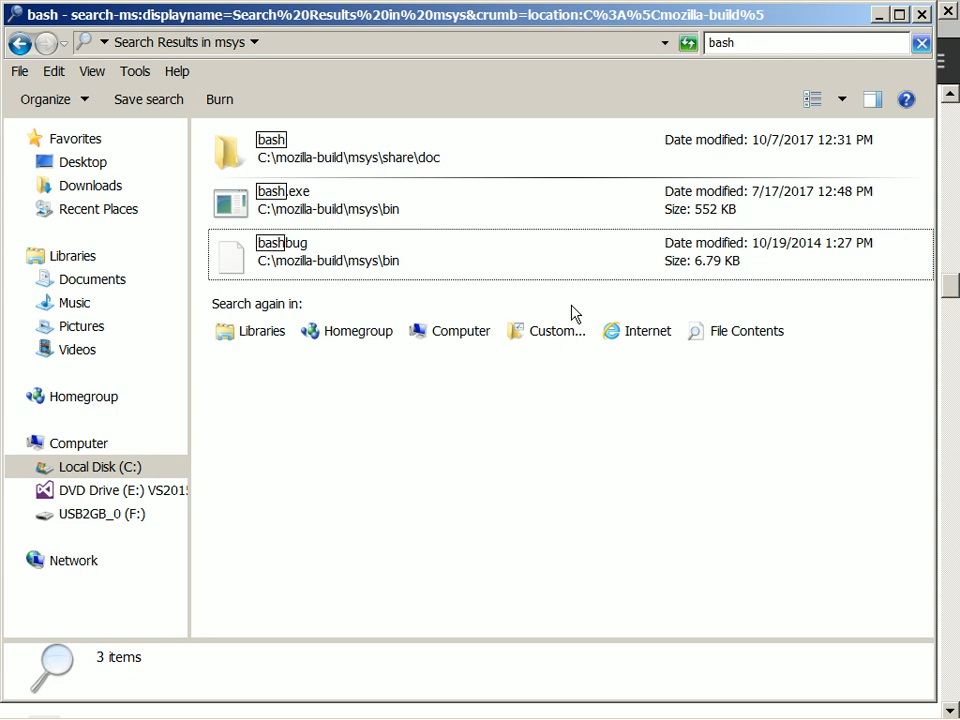 bash - search-ms:displayname=Search%20Results%20in%20msys&crumb=location:C%3A%5Cmozilla-build%5
Search Results in msys
bash
File Edit View Tools Help
Organize Save search Burn
Favorites
Desktop
Downloads
Recent Places
Libraries
Documents
Music
Pictures
Videos
Homegroup
Computer
Local Disk (C:)
DVD Drive (E:) VS2015
USB2GB_0 (F:)
Network
bash Date modified: 10/7/2017 12:31 PM
C:\mozilla-build\msys\share\doc
bash.exe Date modified: 7/17/2017 12:48 PM
C:\mozilla-build\msys\bin Size: 552 KB
bashbug Date modified: 10/19/2014 1:27 PM
C:\mozilla-build\msys\bin Size: 6.79 KB
Search again in:
Libraries Homegroup Computer Custom... Internet File Contents
3 items